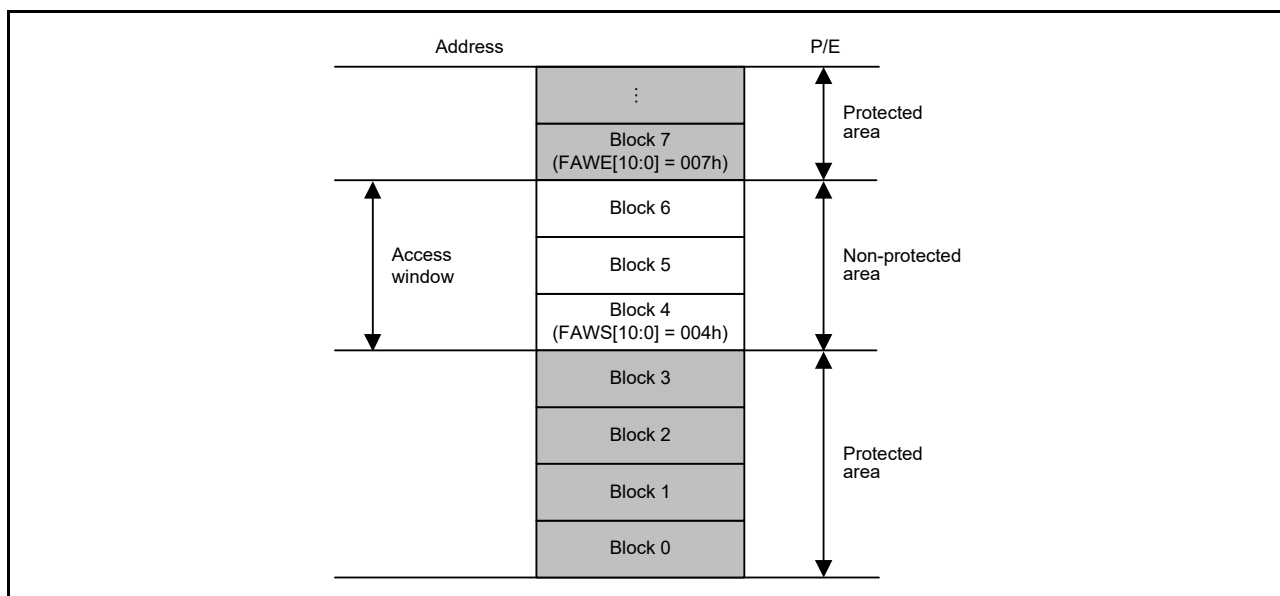 Address
P/E
⋮
Protected
area
Block 7
(FAWE[10:0] = 007h)
Block 6
Access
window
Block 5
Non-protected
area
Block 4
(FAWS[10:0] = 004h)
Block 3
Block 2
Protected
area
Block 1
Block 0